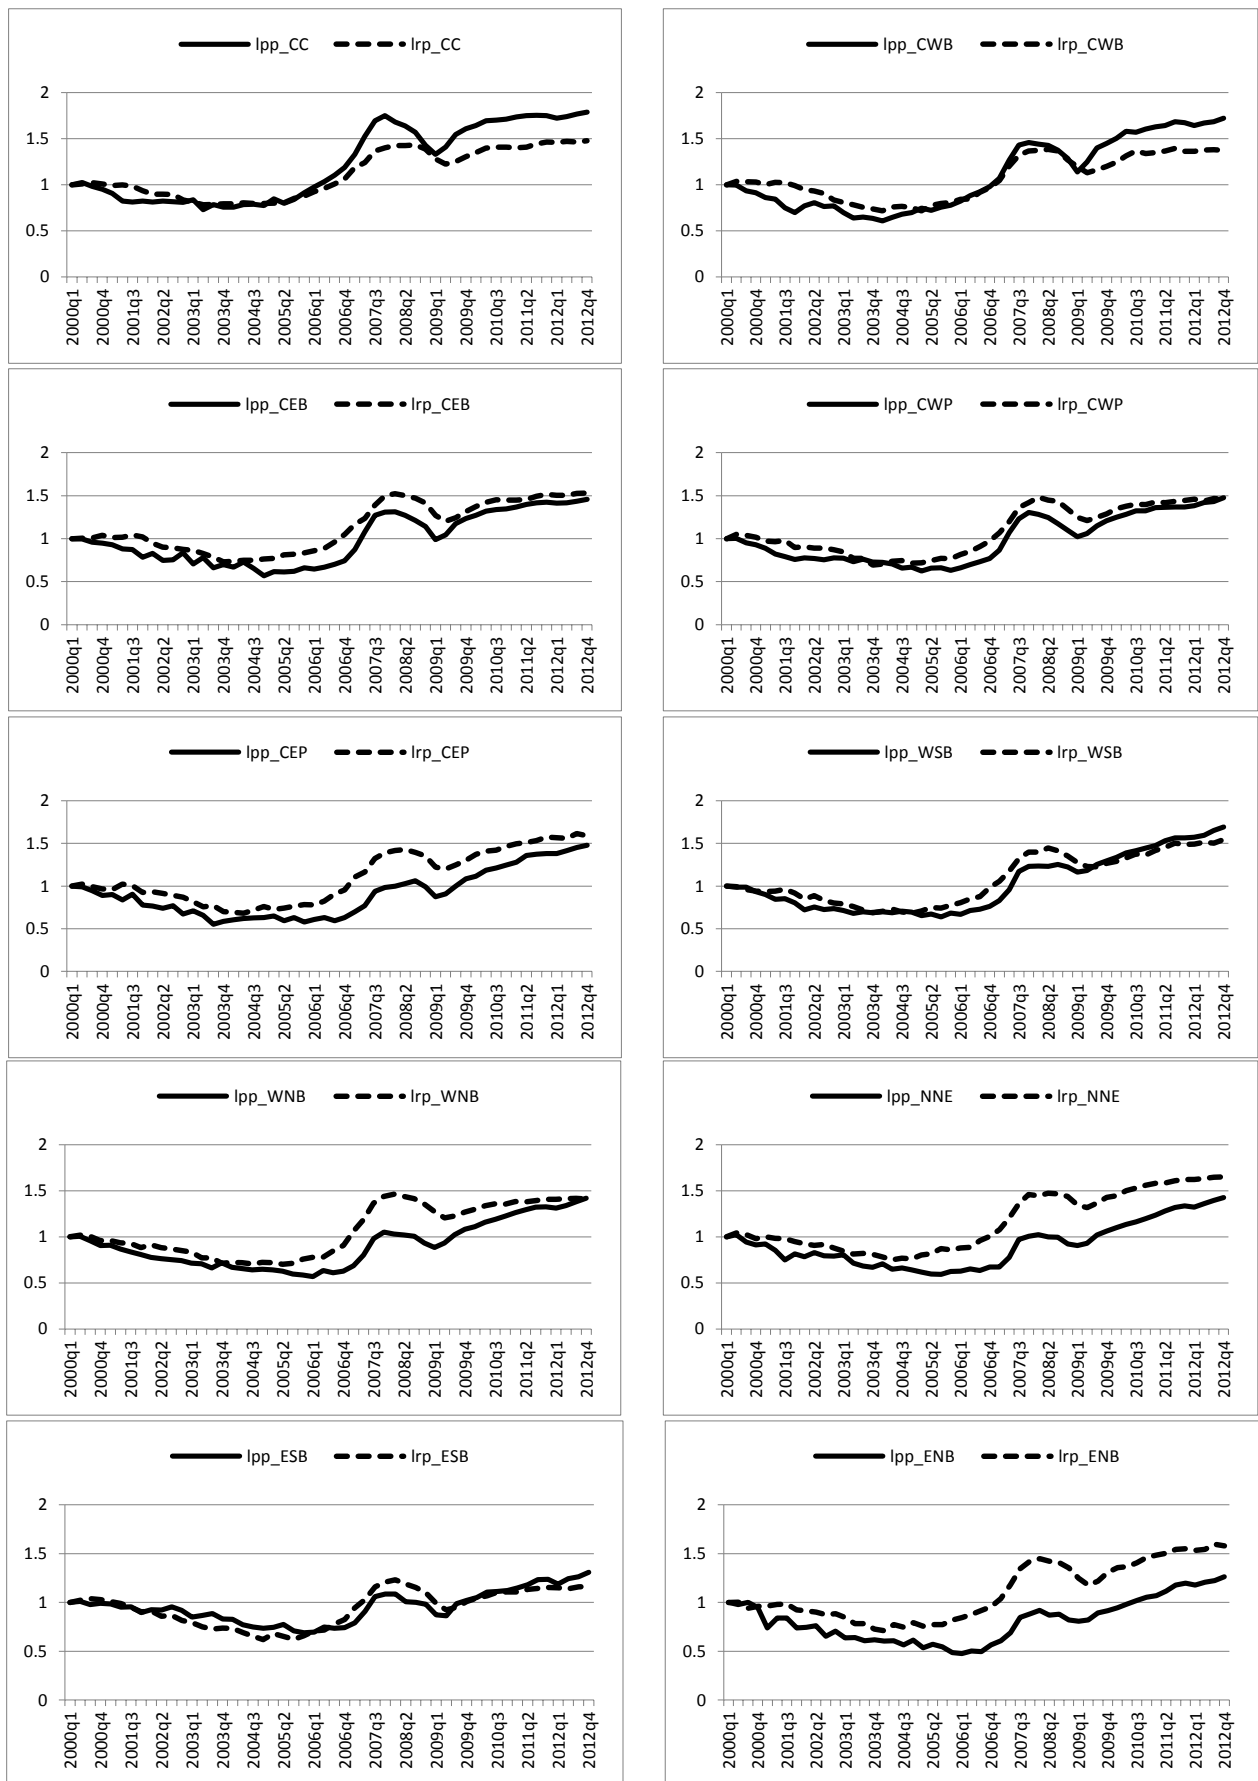 lpp_CC lrp_CC
2
1.5
1
0.5
0
2000q1 2000q4 2001q3 2002q2 2003q1 2003q4 2004q3 2005q2 2006q1 2006q4 2007q3 2008q2 2009q1 2009q4 2010q3 2011q2 2012q1 2012q4
lpp_CWB lrp_CWB
2
1.5
1
0.5
0
2000q1 2000q4 2001q3 2002q2 2003q1 2003q4 2004q3 2005q2 2006q1 2006q4 2007q3 2008q2 2009q1 2009q4 2010q3 2011q2 2012q1 2012q4
lpp_CEB lrp_CEB
2
1.5
1
0.5
0
2000q1 2000q4 2001q3 2002q2 2003q1 2003q4 2004q3 2005q2 2006q1 2006q4 2007q3 2008q2 2009q1 2009q4 2010q3 2011q2 2012q1 2012q4
lpp_CWP lrp_CWP
2
1.5
1
0.5
0
2000q1 2000q4 2001q3 2002q2 2003q1 2003q4 2004q3 2005q2 2006q1 2006q4 2007q3 2008q2 2009q1 2009q4 2010q3 2011q2 2012q1 2012q4
lpp_CEP lrp_CEP
2
1.5
1
0.5
0
2000q1 2000q4 2001q3 2002q2 2003q1 2003q4 2004q3 2005q2 2006q1 2006q4 2007q3 2008q2 2009q1 2009q4 2010q3 2011q2 2012q1 2012q4
lpp_WSB lrp_WSB
2
1.5
1
0.5
0
2000q1 2000q4 2001q3 2002q2 2003q1 2003q4 2004q3 2005q2 2006q1 2006q4 2007q3 2008q2 2009q1 2009q4 2010q3 2011q2 2012q1 2012q4
lpp_WNB lrp_WNB
2
1.5
1
0.5
0
2000q1 2000q4 2001q3 2002q2 2003q1 2003q4 2004q3 2005q2 2006q1 2006q4 2007q3 2008q2 2009q1 2009q4 2010q3 2011q2 2012q1 2012q4
lpp_NNE lrp_NNE
2
1.5
1
0.5
0
2000q1 2000q4 2001q3 2002q2 2003q1 2003q4 2004q3 2005q2 2006q1 2006q4 2007q3 2008q2 2009q1 2009q4 2010q3 2011q2 2012q1 2012q4
lpp_ESB lrp_ESB
2
1.5
1
0.5
0
2000q1 2000q4 2001q3 2002q2 2003q1 2003q4 2004q3 2005q2 2006q1 2006q4 2007q3 2008q2 2009q1 2009q4 2010q3 2011q2 2012q1 2012q4
lpp_ENB lrp_ENB
2
1.5
1
0.5
0
2000q1 2000q4 2001q3 2002q2 2003q1 2003q4 2004q3 2005q2 2006q1 2006q4 2007q3 2008q2 2009q1 2009q4 2010q3 2011q2 2012q1 2012q4